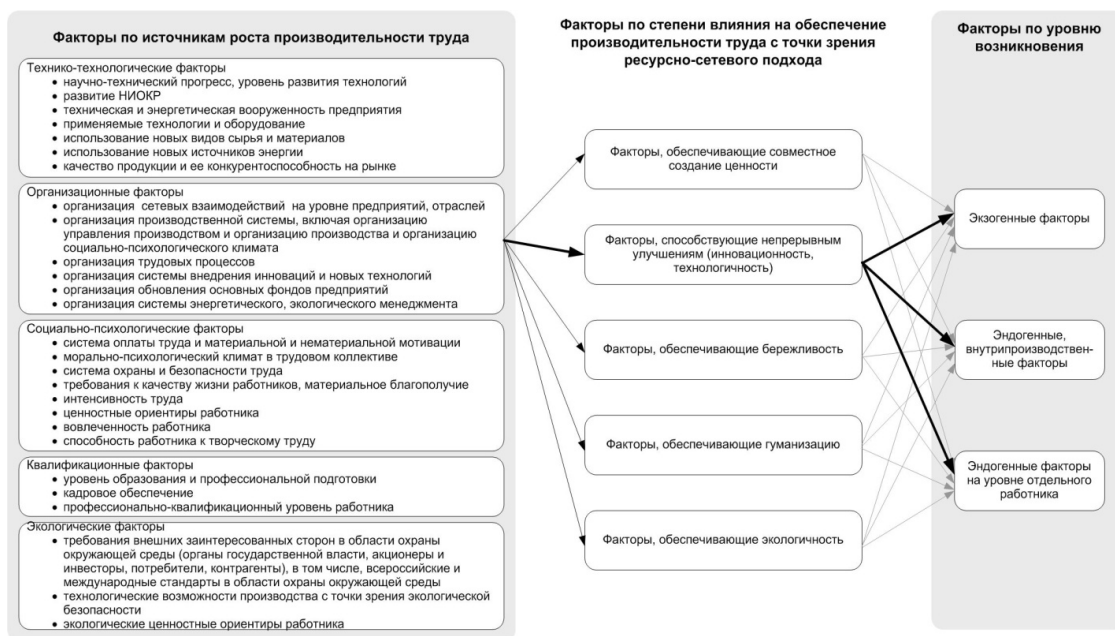 Факторы по источникам роста производительности труда
Технико-технологические факторы
• научно-технический прогресс, уровень развития технологий
• развитие НИОКР
• техническая и энергетическая вооруженность предприятия
• применяемые технологии и оборудование
• использование новых видов сырья и материалов
• использование новых источников энергии
• качество продукции и ее конкурентоспособность на рынке
Организационные факторы
• организация сетевых взаимодействий на уровне предприятий, отраслей
• организация производственной системы, включая организацию
управления производством и организацию производства и организацию
социально-психологического климата
• организация трудовых процессов
• организация системы внедрения инноваций и новых технологий
• организация обновления основных фондов предприятий
• организация системы энергетического, экологического менеджмента
Социально-психологические факторы
• система оплаты труда и материальной и нематериальной мотивации
• морально-психологический климат в трудовом коллективе
• система охраны и безопасности труда
• требования к качеству жизни работников, материальное благополучие
• интенсивность труда
• ценностные ориентиры работника
• вовлеченность работника
• способность работника к творческому труду
Квалификационные факторы
• уровень образования и профессиональной подготовки
• кадровое обеспечение
• профессионально-квалификационный уровень работника
Экологические факторы
• требования внешних заинтересованных сторон в области охраны
окружающей среды (органы государственной власти, акционеры и
инвесторы, потребители, контрагенты), в том числе, всероссийские и
международные стандарты в области охраны окружающей среды
• технологические возможности производства с точки зрения экологической
безопасности
• экологические ценностные ориентиры работника
Факторы по степени влияния на обеспечение
производительности труда с точки зрения
ресурсно-сетевого подхода
Факторы, обеспечивающие совместное
создание ценности
Факторы, способствующие непрерывным
улучшениям (инновационность,
технологичность)
Факторы, обеспечивающие бережливость
Факторы, обеспечивающие гуманизацию
Факторы, обеспечивающие экологичность
Факторы по уровню
возникновения
Экзогенные факторы
Эндогенные,
внутрипроизводствен-
ные факторы
Эндогенные факторы
на уровне отдельного
работника